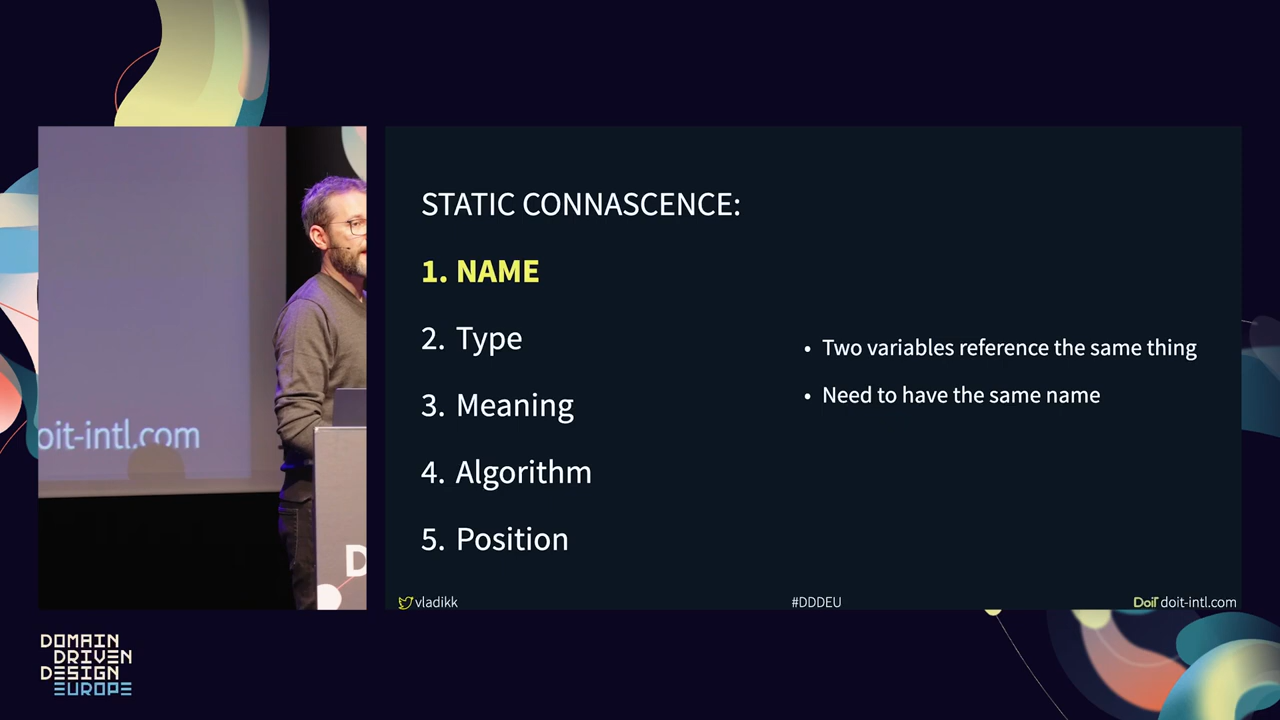 STATIC CONNASCENCE:
1. NAME
2. Type
3. Meaning
4. Algorithm
5. Position
• Two variables reference the same thing
• Need to have the same name
vladikk
#DDDEU
DoiT doit-intl.com
oit-intl.com
D
DOMAIN
DRIVEN
DESIGN
EUROPE